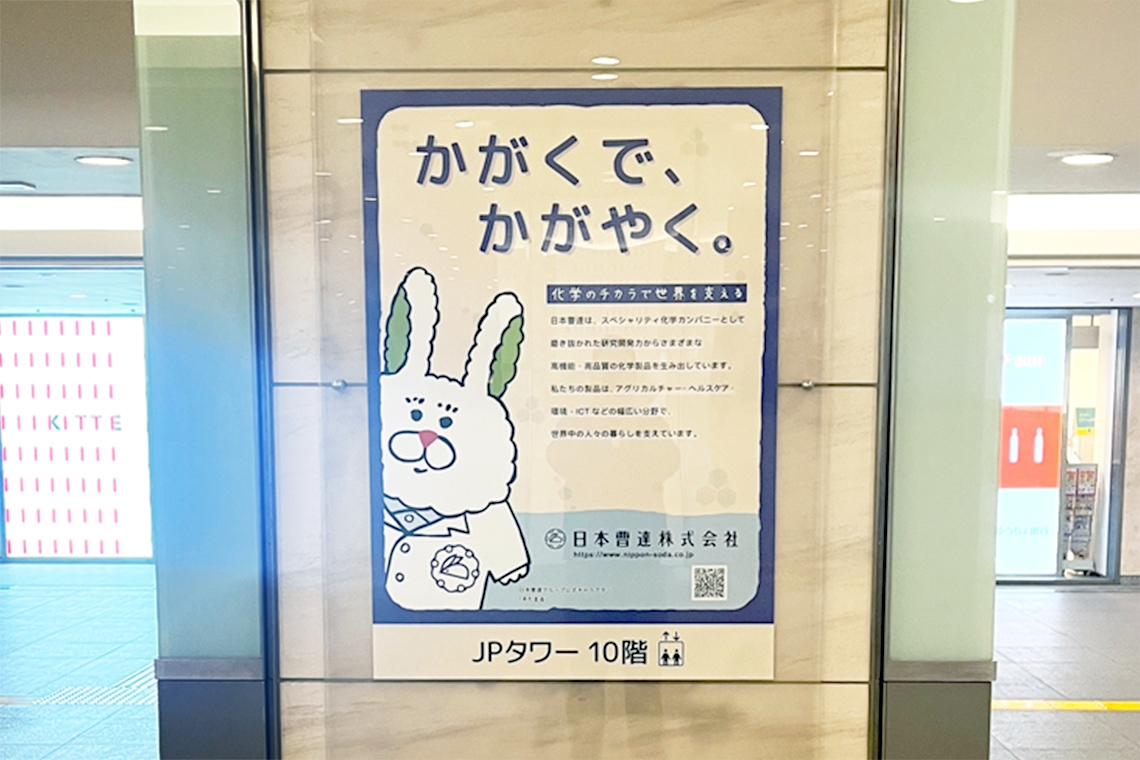 かがくで、
かがやく。
化学のチカラで世界を支える
日本曹達は、スペシャリティ化学カンパニーとして
磨き抜かれた研究開発力からさまざまな
高機能・高品質の化学製品を生み出しています。
私たちの製品は、アグリカルチャー・ヘルスケア・
環境・ICTなどの幅広い分野で、
世界中の人々の暮らしを支えています。
日本曹達株式会社
https://www.nippon-soda.co.jp
JPタワー 10階
KITTE